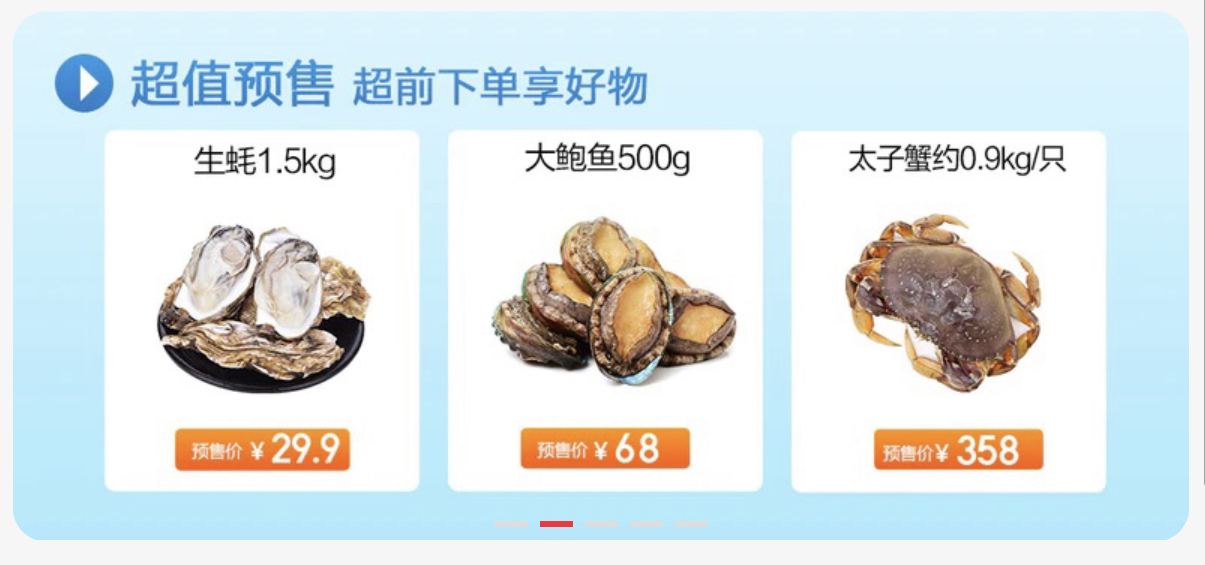 超值预售 超前下单享好物
生蚝1.5kg
大鲍鱼500g
太子蟹约0.9kg/只
预售价￥29.9
预售价￥68
预售价￥358